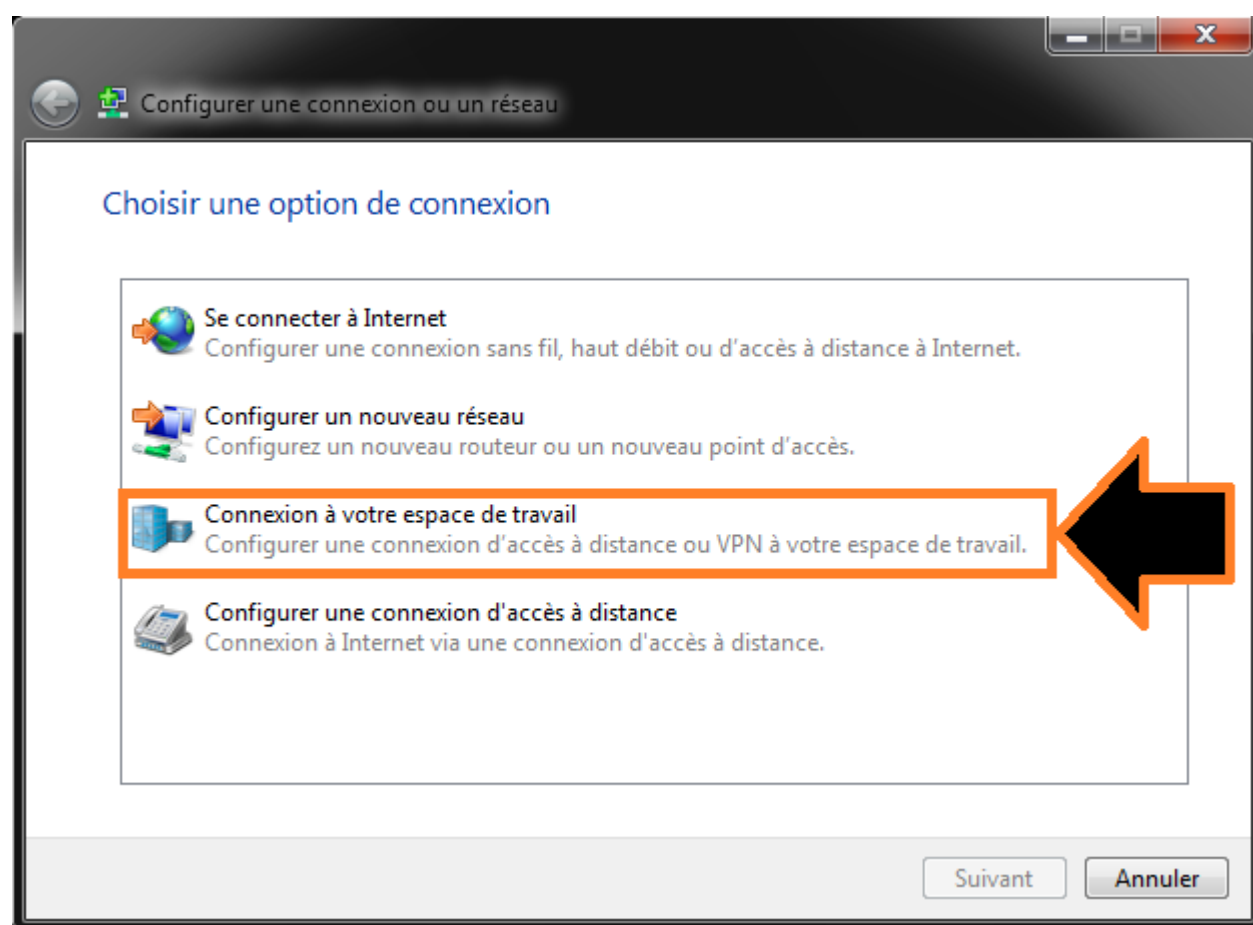 Configurer une connexion ou un réseau
Choisir une option de connexion
Se connecter à Internet
Configurer une connexion sans fil, haut débit ou d'accès à distance à Internet.
Configurer un nouveau réseau
Configurez un nouveau routeur ou un nouveau point d'accès.
Connexion à votre espace de travail
Configurer une connexion d'accès à distance ou VPN à votre espace de travail.
Configurer une connexion d'accès à distance
Connexion à Internet via une connexion d'accès à distance.
Suivant
Annuler